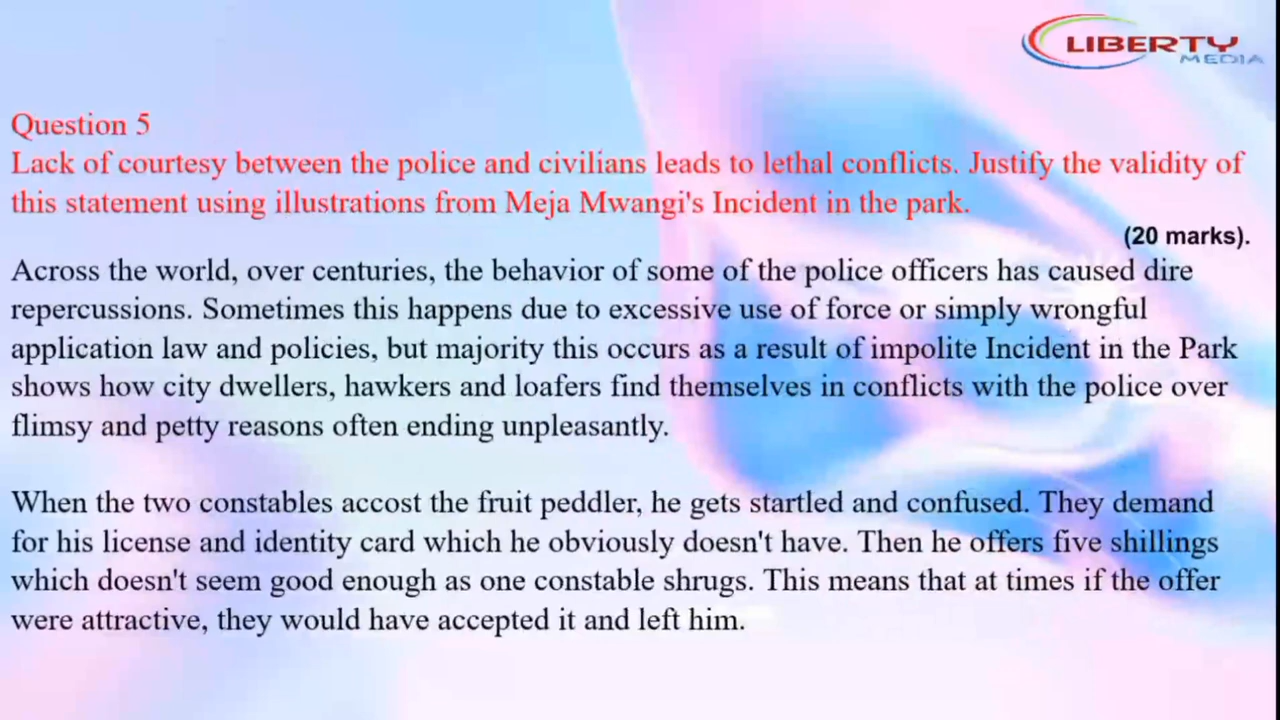 LIBERTY
MEDIA
Question 5
Lack of courtesy between the police and civilians leads to lethal conflicts. Justify the validity of
this statement using illustrations from Meja Mwangi's Incident in the park.
(20 marks).
Across the world, over centuries, the behavior of some of the police officers has caused dire
repercussions. Sometimes this happens due to excessive use of force or simply wrongful
application law and policies, but majority this occurs as a result of impolite Incident in the Park
shows how city dwellers, hawkers and loafers find themselves in conflicts with the police over
flimsy and petty reasons often ending unpleasantly.
When the two constables accost the fruit peddler, he gets startled and confused. They demand
for his license and identity card which he obviously doesn't have. Then he offers five shillings
which doesn't seem good enough as one constable shrugs. This means that at times if the offer
were attractive, they would have accepted it and left him.